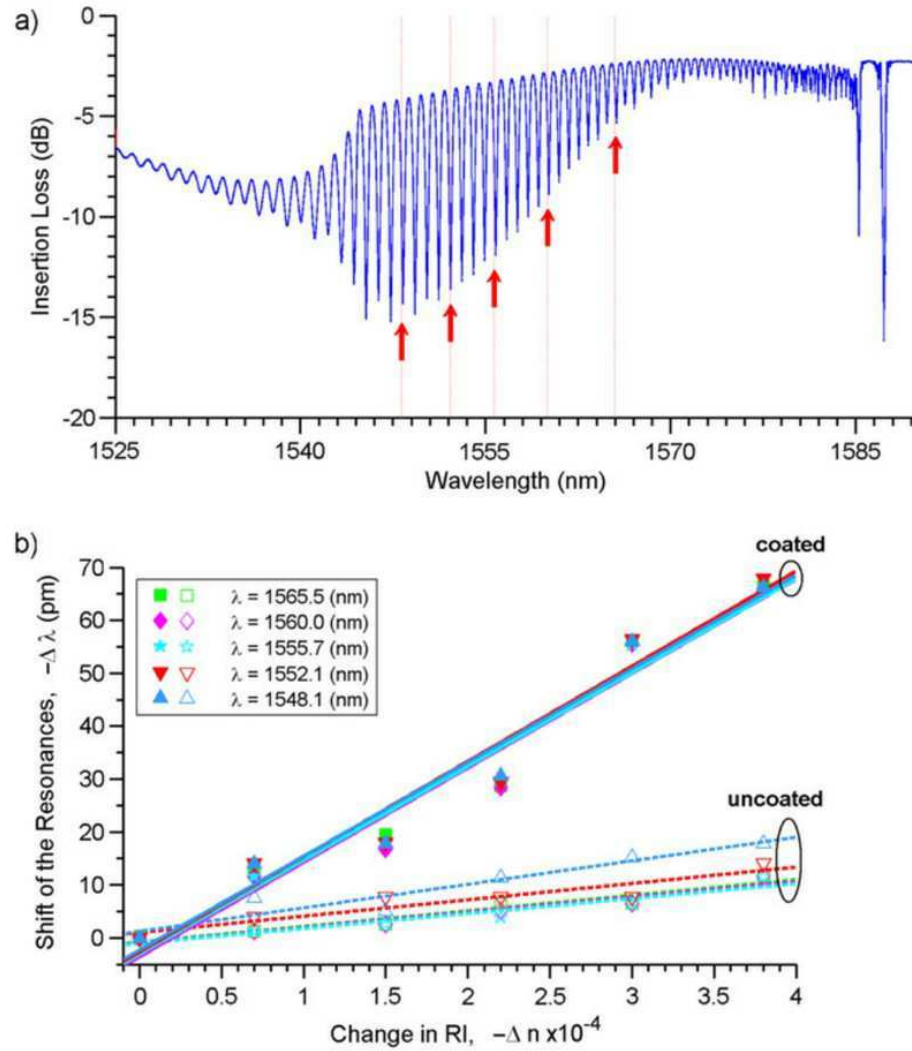 a)
0
-5
-10
-15
-20
Insertion Loss (dB)
1525 1540 1555 1570 1585
Wavelength (nm)
b)
coated
70
60
50
40
30
20
10
0
Shift of the Resonances, -Δ λ (pm)
λ = 1565.5 (nm)
λ = 1560.0 (nm)
λ = 1555.7 (nm)
λ = 1552.1 (nm)
λ = 1548.1 (nm)
uncoated
0 0.5 1 1.5 2 2.5 3 3.5 4
Change in RI, -Δ n x10⁻⁴